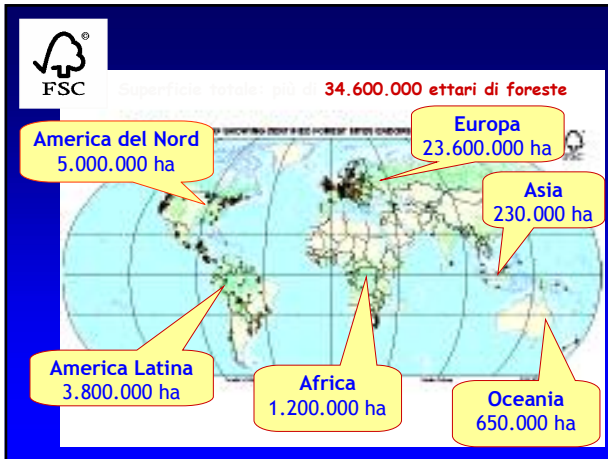 FSC
Superficie totale: più di 34.600.000 ettari di foreste
America del Nord
5.000.000 ha
Europa
23.600.000 ha
Asia
230.000 ha
America Latina
3.800.000 ha
Africa
1.200.000 ha
Oceania
650.000 ha